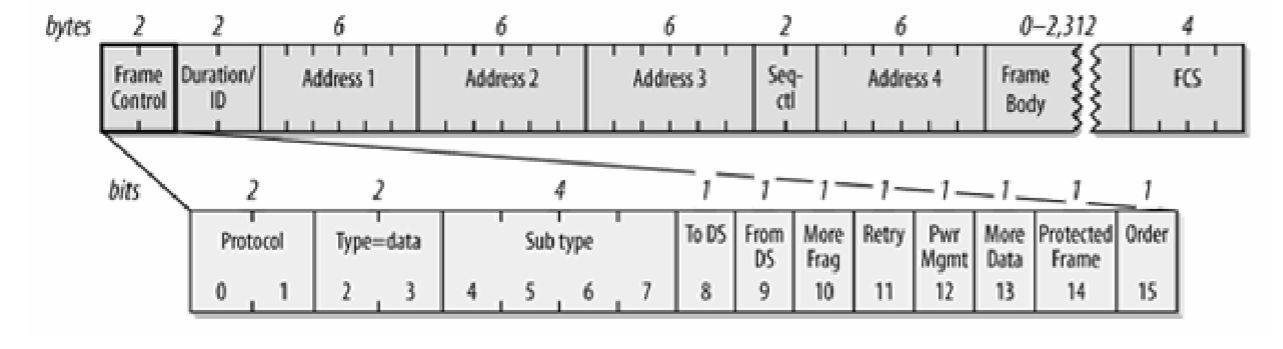 bytes 2 2 6 6 6 2 6 0–2,312 4
Frame Control Duration/ ID Address 1 Address 2 Address 3 Seq- ctl Address 4 Frame Body FCS
bits 2 2 4 1 1 1 1 1 1 1 1
Protocol Type=data Sub type To DS From DS More Frag Retry Pwr Mgmt More Data Protected Frame Order
0 1 2 3 4 5 6 7 8 9 10 11 12 13 14 15